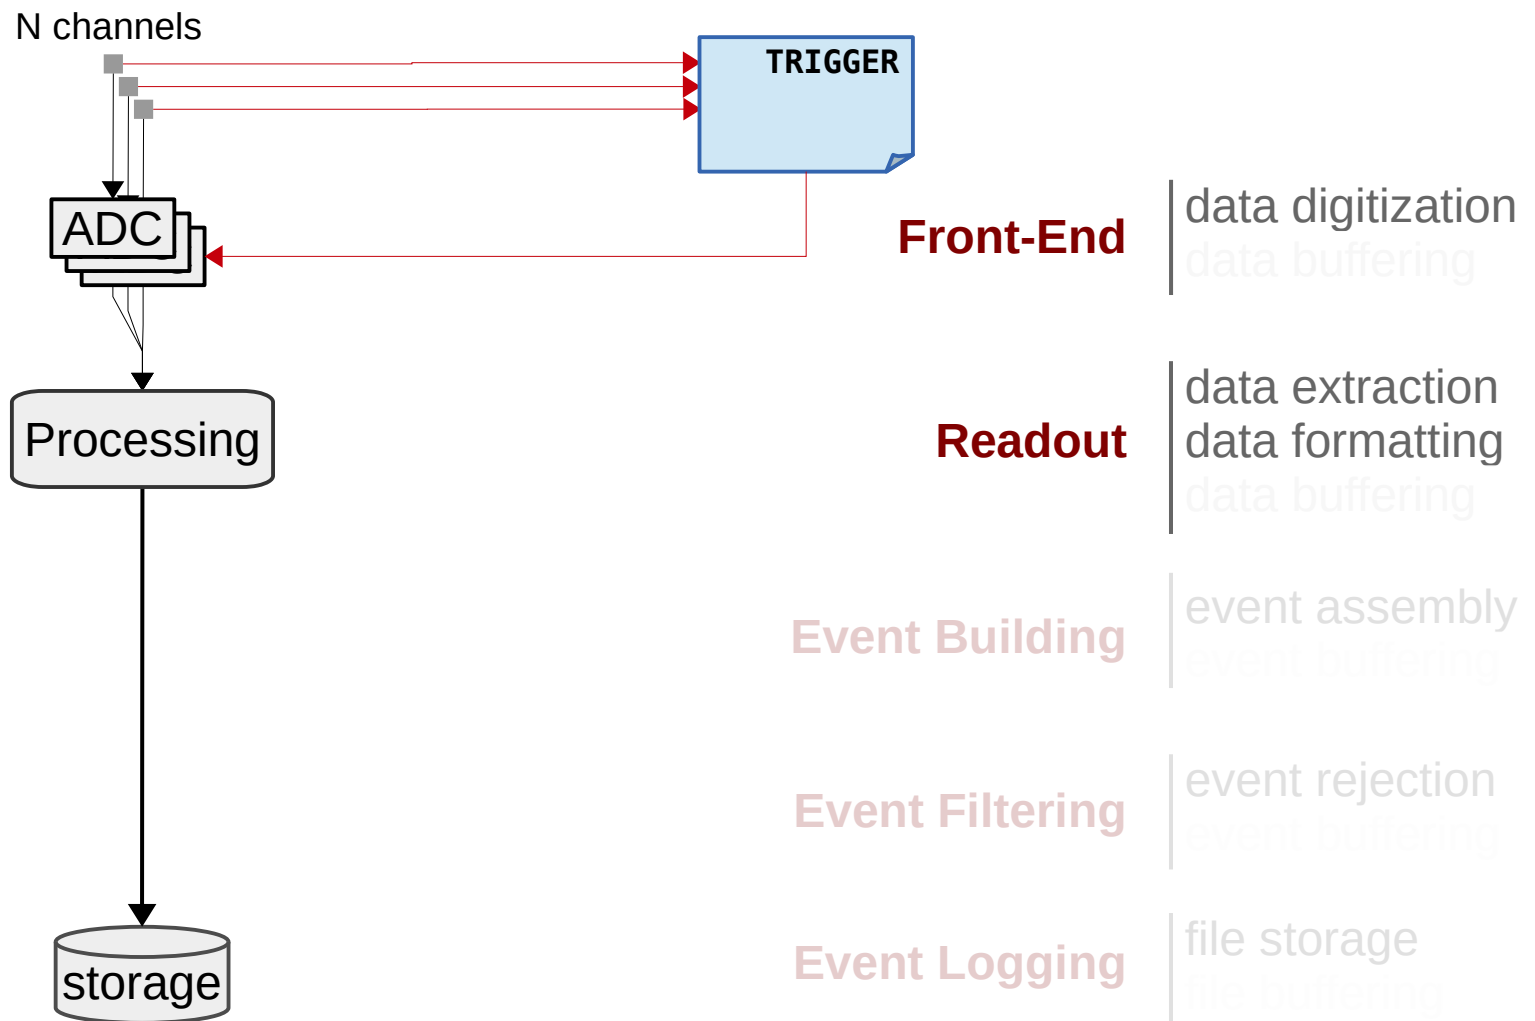 N channels
TRIGGER
ADC
Front-End
data digitization
data buffering
Processing
Readout
data extraction
data formatting
data buffering
Event Building
event assembly
event buffering
Event Filtering
event rejection
event buffering
storage
Event Logging
file storage
file buffering